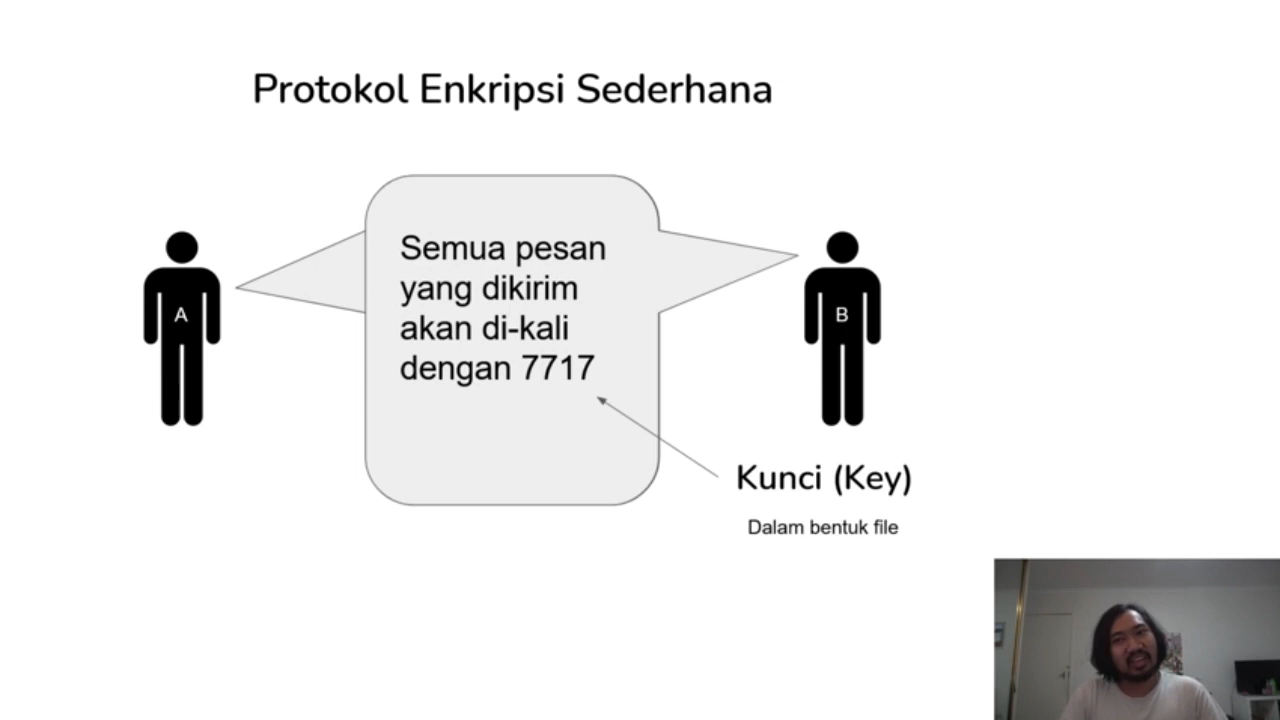 Protokol Enkripsi Sederhana
Semua pesan
yang dikirim
akan di-kali
dengan 7717
A
B
Kunci (Key)
Dalam bentuk file